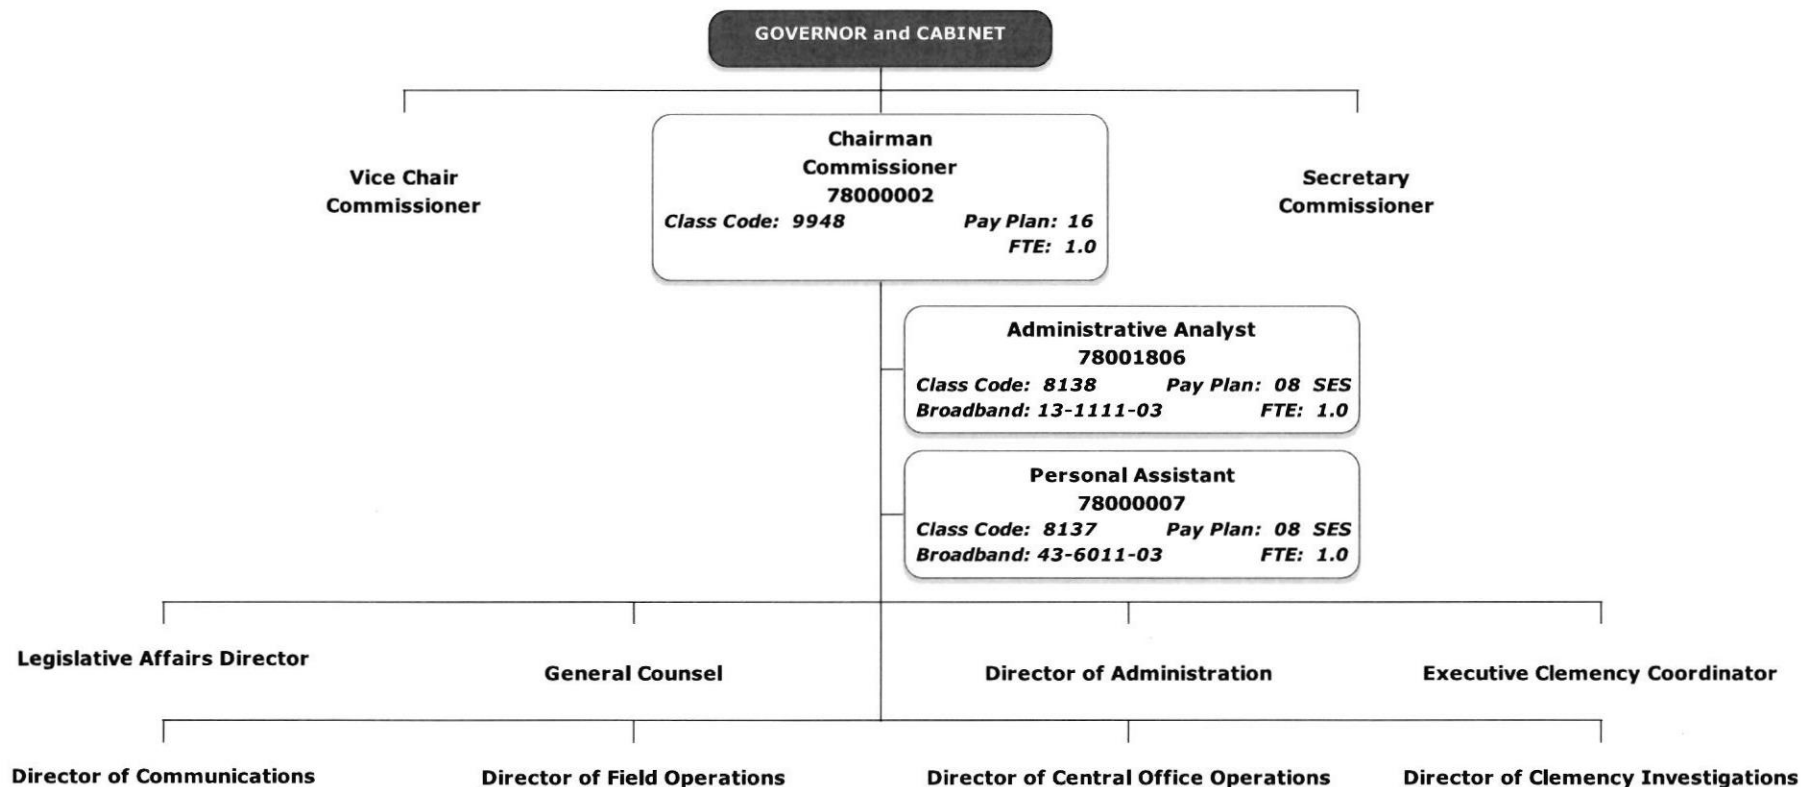 GOVERNOR and CABINET
Vice Chair
Commissioner
Chairman
Commissioner
78000002
Class Code: 9948 Pay Plan: 16
FTE: 1.0
Secretary
Commissioner
Administrative Analyst
78001806
Class Code: 8138 Pay Plan: 08 SES
Broadband: 13-1111-03 FTE: 1.0
Personal Assistant
78000007
Class Code: 8137 Pay Plan: 08 SES
Broadband: 43-6011-03 FTE: 1.0
Legislative Affairs Director
General Counsel
Director of Administration
Executive Clemency Coordinator
Director of Communications
Director of Field Operations
Director of Central Office Operations
Director of Clemency Investigations